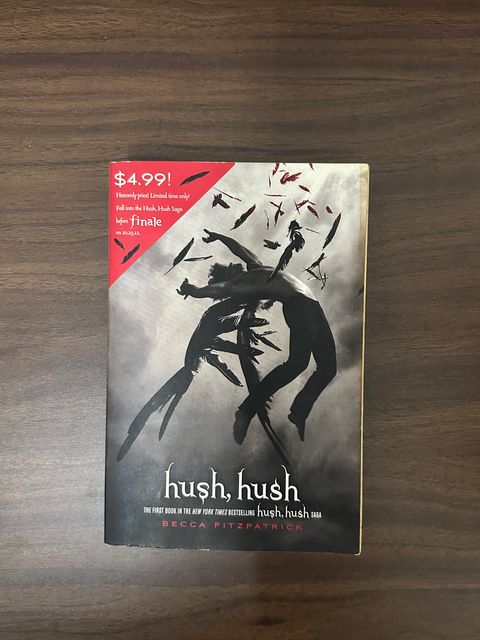 $4.99!
Heavenly price! Limited time only!
Fall into the Hush, Hush Saga
before finale
on 10.23.12.
hush, hush
THE FIRST BOOK IN THE NEW YORK TIMES BESTSELLING hush, hush SAGA
BECCA FITZPATRICK